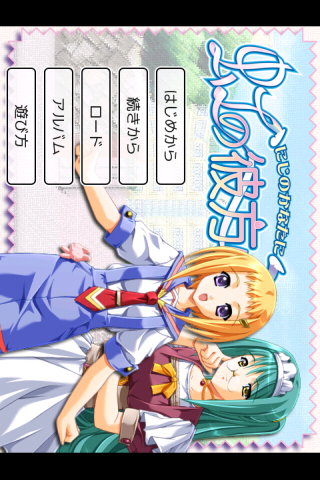 虹の彼方に
にじのかなたに
はじめから
続きから
ロード
アルバム
遊び方